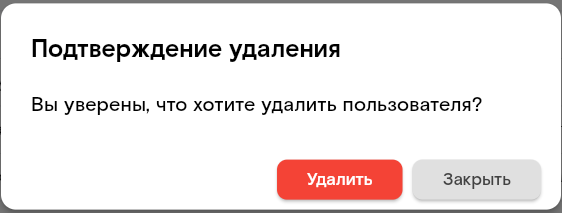 Подтверждение удаления
Вы уверены, что хотите удалить пользователя?
Удалить
Закрыть